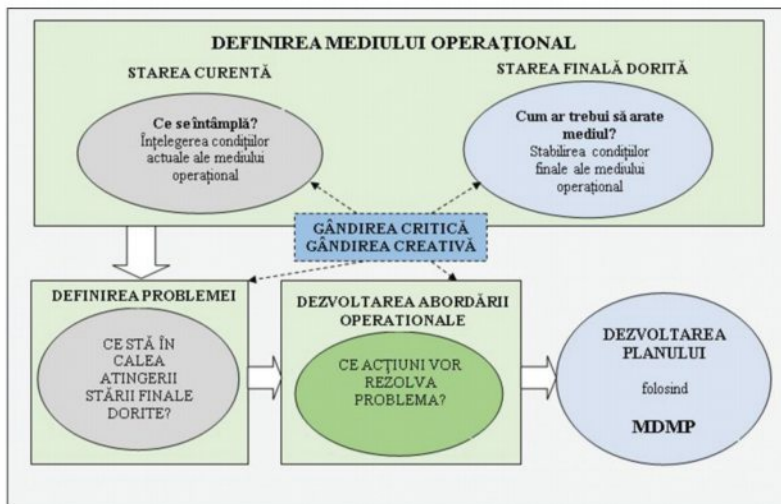 DEFINIREA MEDIULUI OPERAȚIONAL
STAREA CURENTĂ
Ce se întâmplă?
Înțelegerea condițiilor
actuale ale mediului
operațional
STAREA FINALĂ DORITĂ
Cum ar trebui să arate
mediul?
Stabilirea condițiilor
finale ale mediului
operațional
GÂNDIREA CRITICĂ
GÂNDIREA CREATIVĂ
DEFINIREA PROBLEMEI
CE STĂ ÎN
CALEA
ATINGERII
STĂRII FINALE
DORITE?
DEZVOLTAREA ABORDĂRII
OPERATIONALE
CE ACȚIUNI VOR
REZOLVA
PROBLEMA?
DEZVOLTAREA
PLANULUI
folosind
MDMP